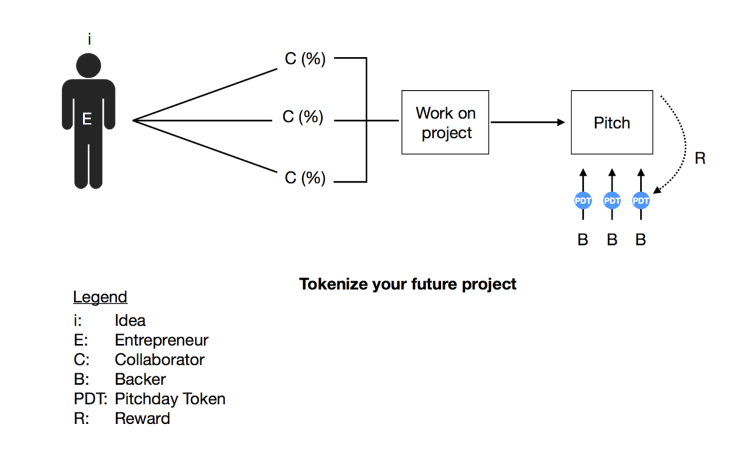 i
E
C (%)
C (%)
C (%)
Work on
project
Pitch
R
PDT PDT PDT
B B B
Tokenize your future project
Legend
i: Idea
E: Entrepreneur
C: Collaborator
B: Backer
PDT: Pitchday Token
R: Reward